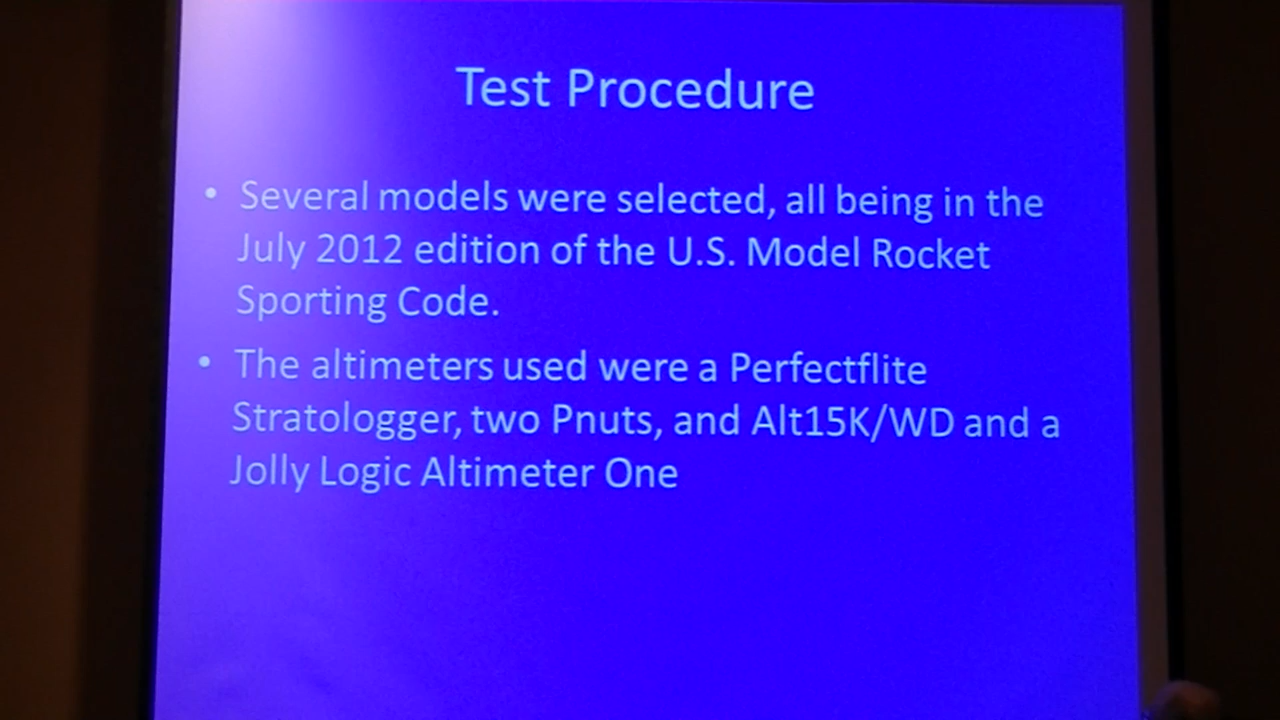 Test Procedure
• Several models were selected, all being in the
July 2012 edition of the U.S. Model Rocket
Sporting Code.
• The altimeters used were a Perfectflite
Stratologger, two Pnuts, and Alt15K/WD and a
Jolly Logic Altimeter One